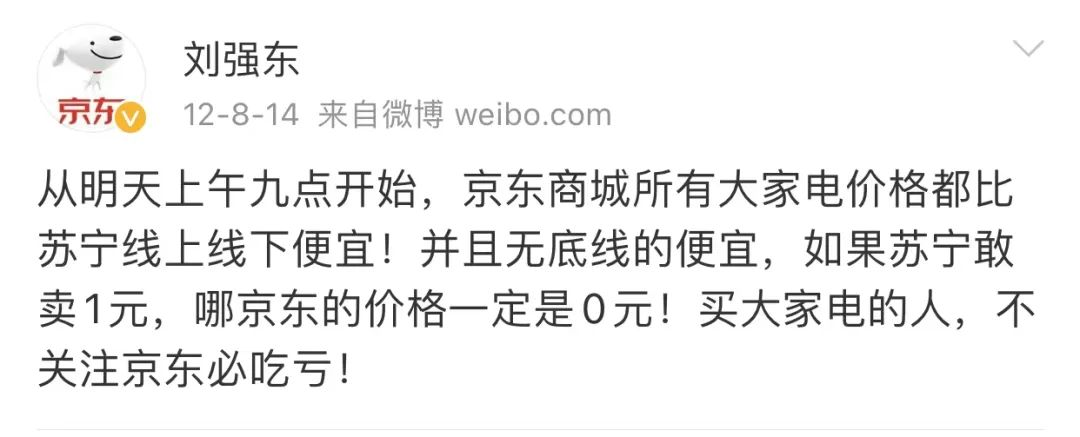 京东
V
刘强东
12-8-14 来自微博 weibo.com
从明天上午九点开始，京东商城所有大家电价格都比
苏宁线上线下便宜！并且无底线的便宜，如果苏宁敢
卖1元，哪京东的价格一定是0元！买大家电的人，不
关注京东必吃亏！